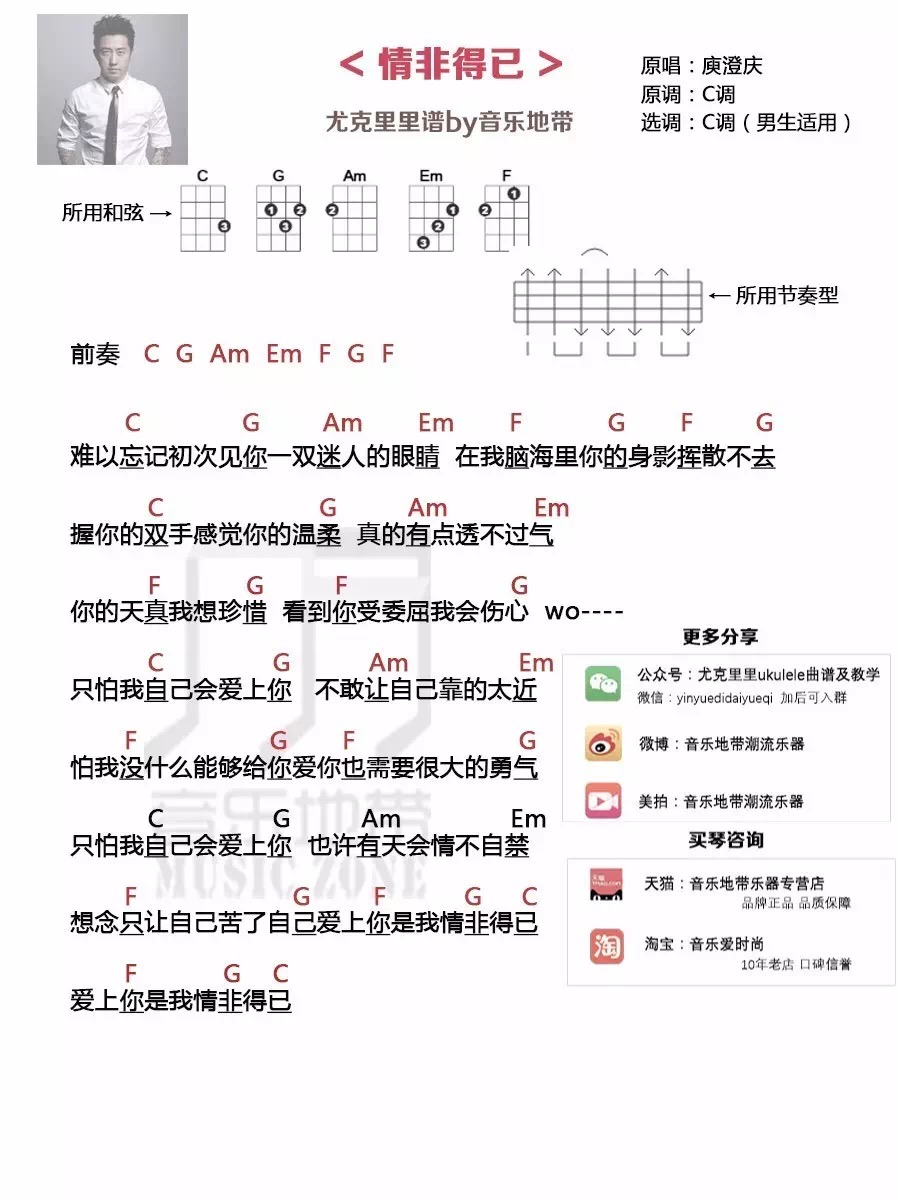 < 情非得已 >
尤克里里谱by音乐地带
原唱：庾澄庆
原调：C调
选调：C调（男生适用）
C G Am Em F
所用和弦 →
3 1 2 3 2 1 2 3 1 2
← 所用节奏型
前奏 C G Am Em F G F
C G Am Em F G F G
难以忘记初次见你一双迷人的眼睛 在我脑海里你的身影挥散不去
C G Am Em
握你的双手感觉你的温柔 真的有点透不过气
F G F G
你的天真我想珍惜 看到你受委屈我会伤心 wo----
C G Am Em
只怕我自己会爱上你 不敢让自己靠的太近
F G F G
怕我没什么能够给你爱你也需要很大的勇气
C G Am Em
只怕我自己会爱上你 也许有天会情不自禁
F G F G C
想念只让自己苦了自己爱上你是我情非得已
F G C
爱上你是我情非得已
更多分享
公众号：尤克里里ukulele曲谱及教学
微信：yinyuedidaiyueqi 加后可入群
微博：音乐地带潮流乐器
美拍：音乐地带潮流乐器
买琴咨询
天猫
TMALL.COM
天猫：音乐地带乐器专营店
品牌正品 品质保障
淘
淘宝：音乐爱时尚
10年老店 口碑信誉
音乐地带
MUSIC ZONE